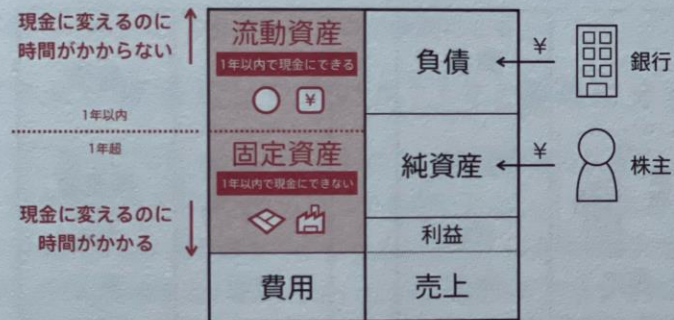 現金に変えるのに
時間がかからない
1年以内
1年超
現金に変えるのに
時間がかかる
流動資産
1年以内で現金にできる
¥
固定資産
1年以内で現金にできない
費用
負債
純資産
利益
売上
¥
銀行
¥
株主